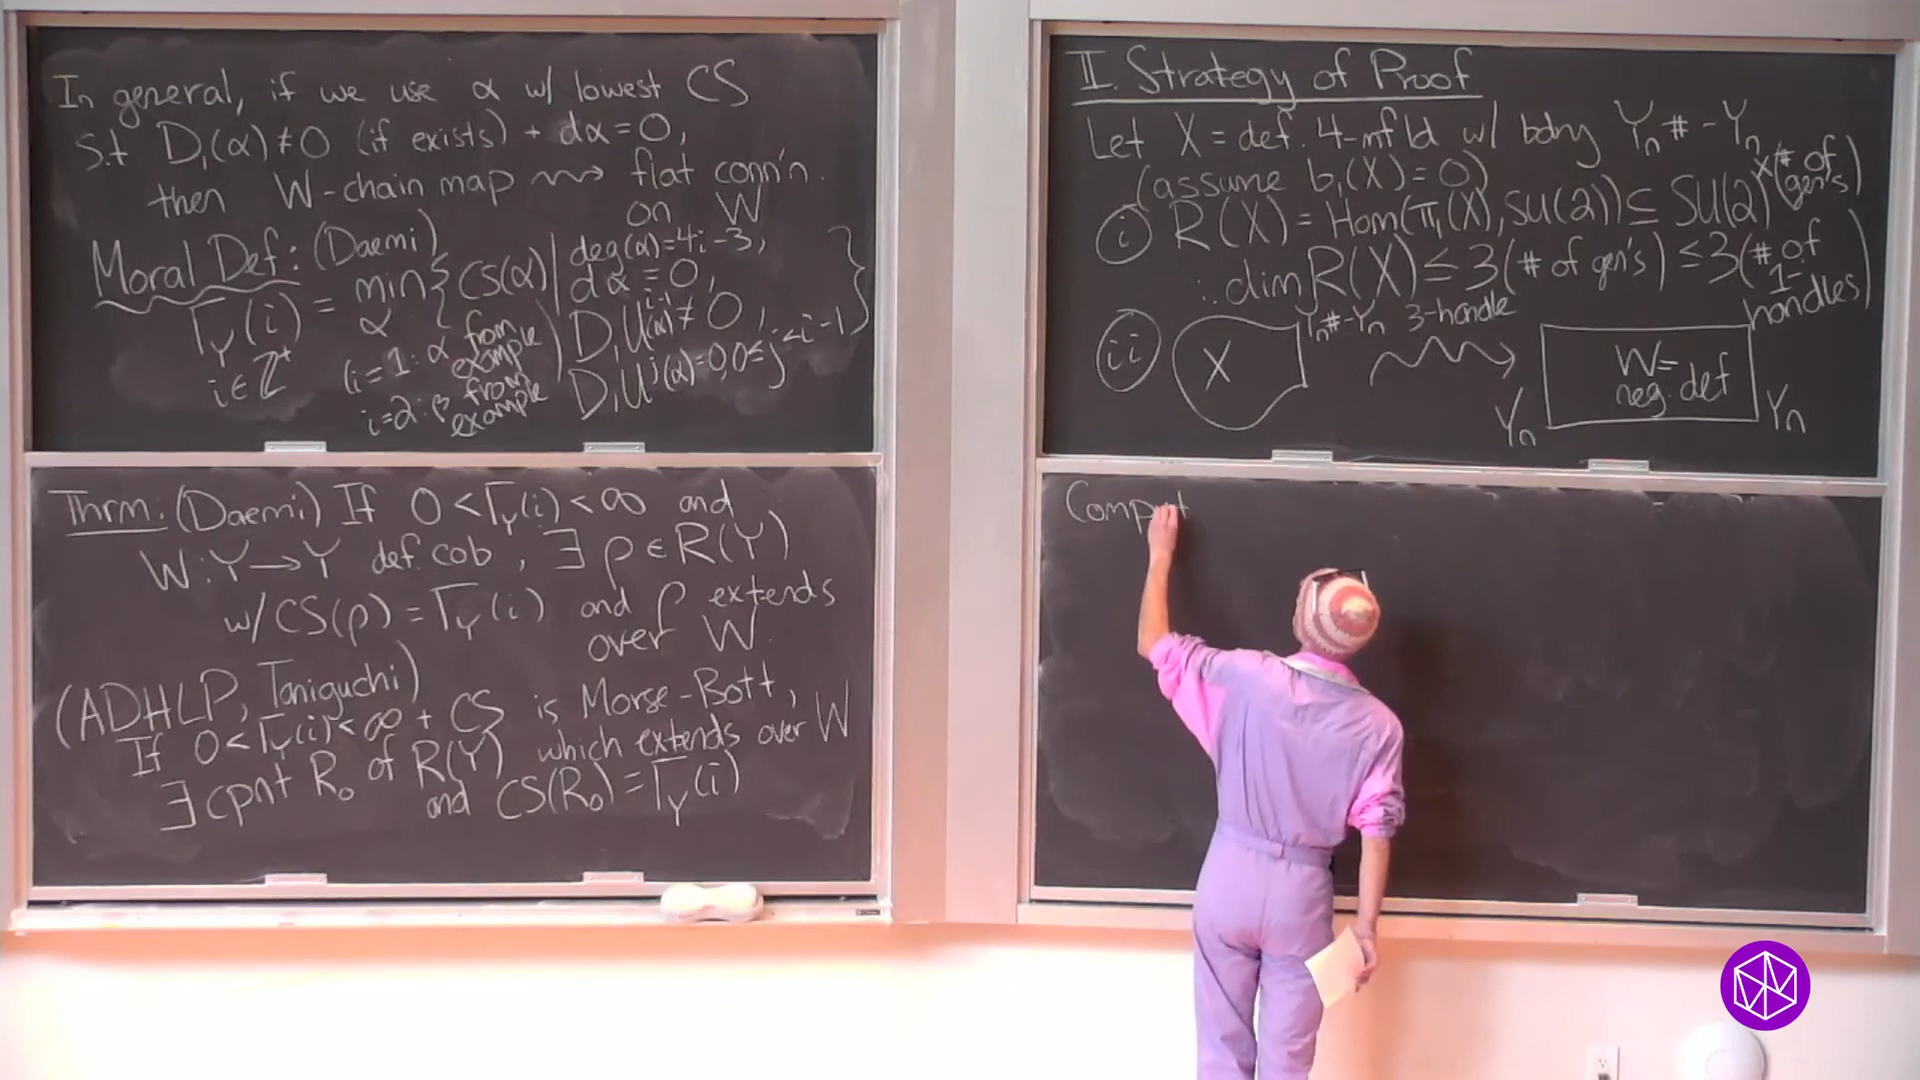 In general, if we use α w/ lowest CS
s.t D₁(α) ≠ 0 (if exists) + dα = 0,
then W-chain map ⇝ flat conn'n.
on W
Moral Def: (Daemi)
Γ_Y(i) = min_α { CS(α) | deg(α) = 4i-3,
dα = 0,
D₁U^{i-1}(α) ≠ 0,
D₁U^j(α) = 0, 0 ≤ j < i-1 }
i ∈ ℤ⁺
(i=1: α from example
i=2: β from example)
Thrm: (Daemi) If 0 < Γ_Y(i) < ∞ and
W: Y → Y def. cob, ∃ ρ ∈ R(Y)
w/ CS(ρ) = Γ_Y(i) and ρ extends
over W.
(ADHLP, Taniguchi)
If 0 < Γ_Y(i) < ∞ + CS is Morse-Bott,
∃ cpnt R₀ of R(Y) which extends over W
and CS(R₀) = Γ_Y(i)
II. Strategy of Proof
Let X = def. 4-mfld w/ bdry Y_n # -Y_n
(assume b₁(X) = 0)
(i) R(X) = Hom(π₁(X), SU(2)) ⊆ SU(2)^{x(# of gen's)}
∴ dim R(X) ≤ 3(# of gen's) ≤ 3(# of 1-handles)
(ii) X Y_n # -Y_n 3-handle ⇝ W = neg. def
Y_n Y_n
Comput